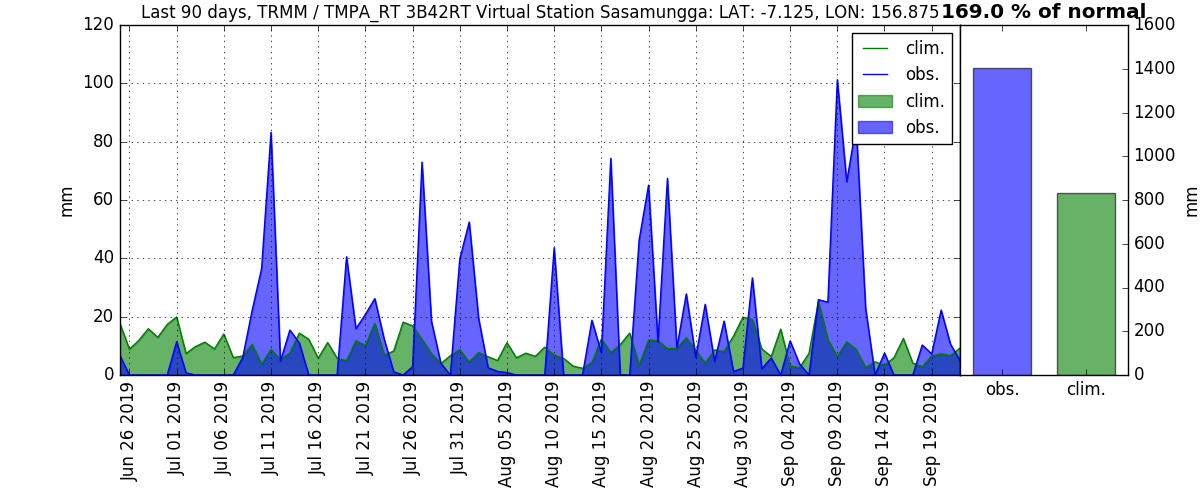 Last 90 days, TRMM / TMPA_RT 3B42RT Virtual Station Sasamungga: LAT: -7.125, LON: 156.875
169.0 % of normal
120
100
80
60
40
20
0
mm
clim.
obs.
clim.
obs.
1600
1400
1200
1000
800
600
400
200
0
mm
Jun 26 2019
Jul 01 2019
Jul 06 2019
Jul 11 2019
Jul 16 2019
Jul 21 2019
Jul 26 2019
Jul 31 2019
Aug 05 2019
Aug 10 2019
Aug 15 2019
Aug 20 2019
Aug 25 2019
Aug 30 2019
Sep 04 2019
Sep 09 2019
Sep 14 2019
Sep 19 2019
obs.
clim.